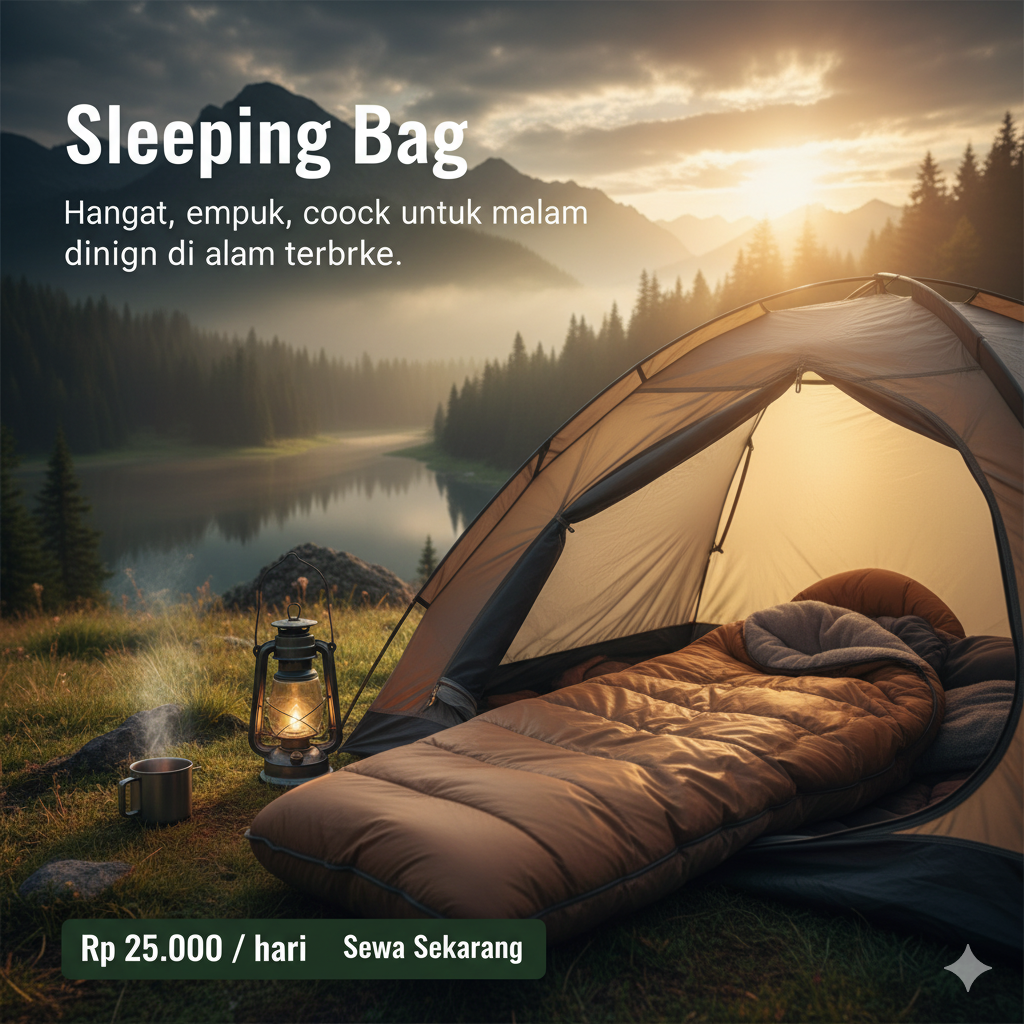 Sleeping Bag
Hangat, empuk, coock untuk malam
dinign di alam terbrke.
Rp 25.000 / hari Sewa Sekarang